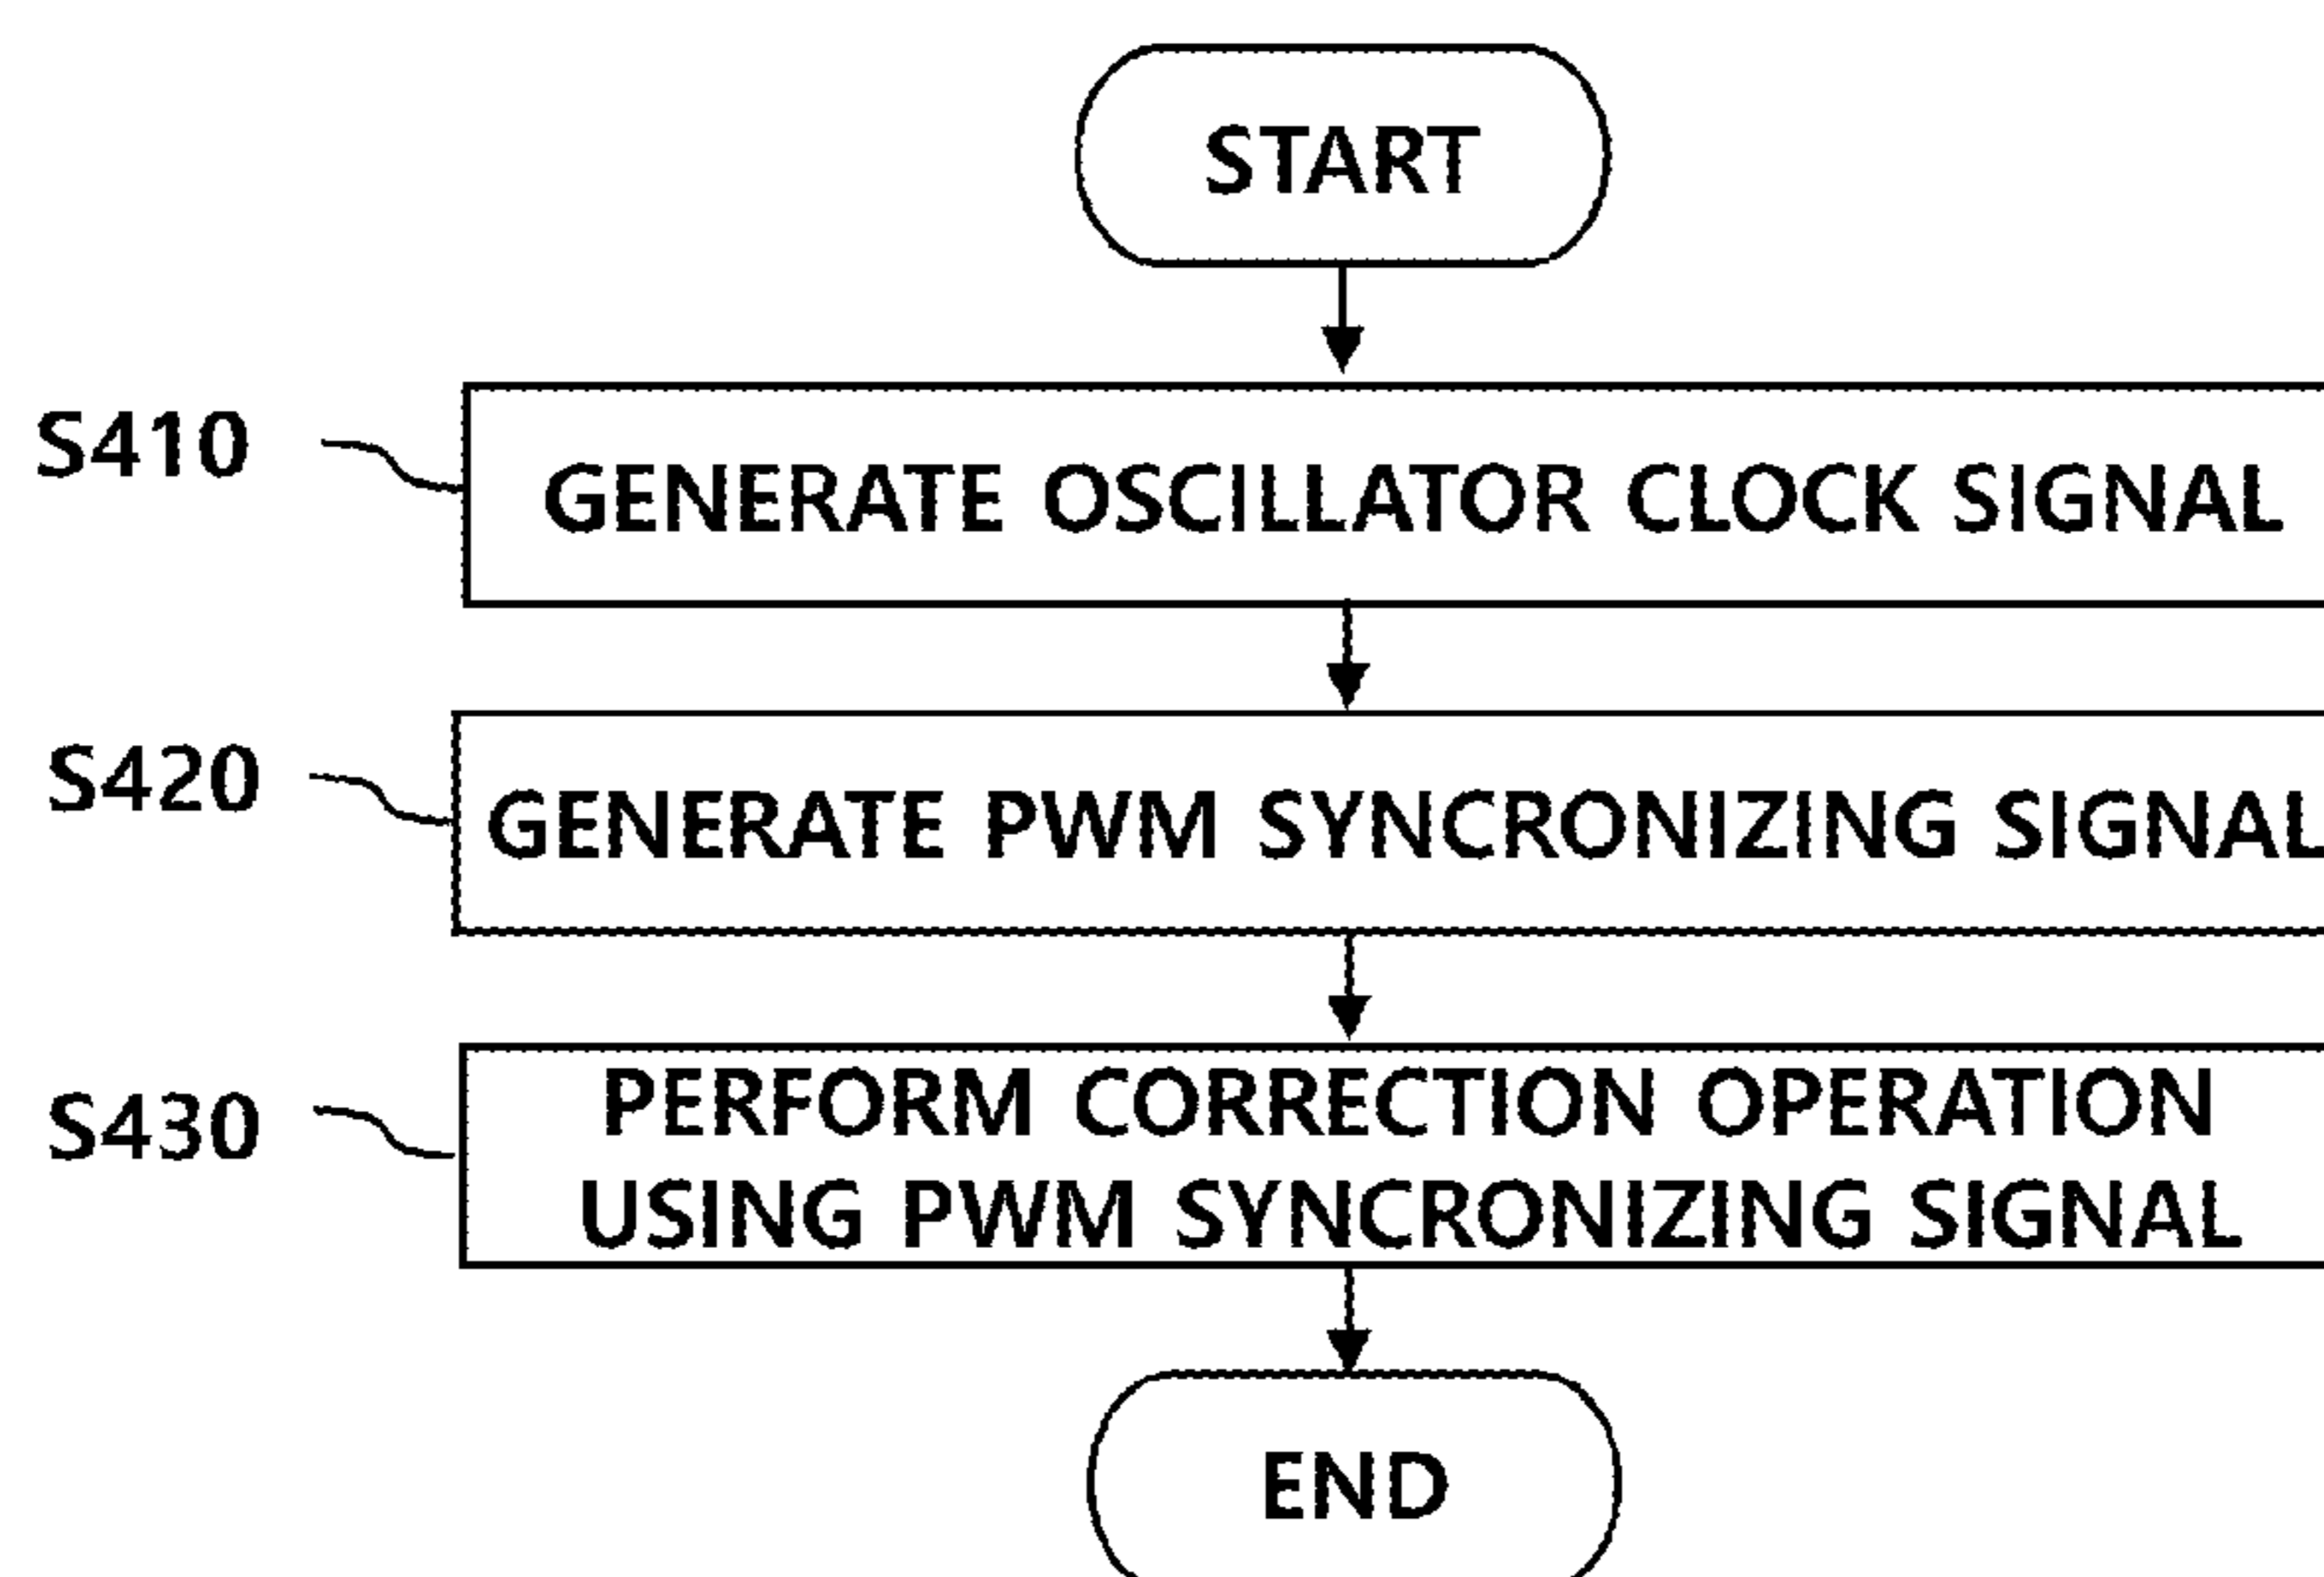 START
S410
GENERATE OSCILLATOR CLOCK SIGNAL
S420
GENERATE PWM SYNCRONIZING SIGNAL
S430
PERFORM CORRECTION OPERATION
USING PWM SYNCRONIZING SIGNAL
END